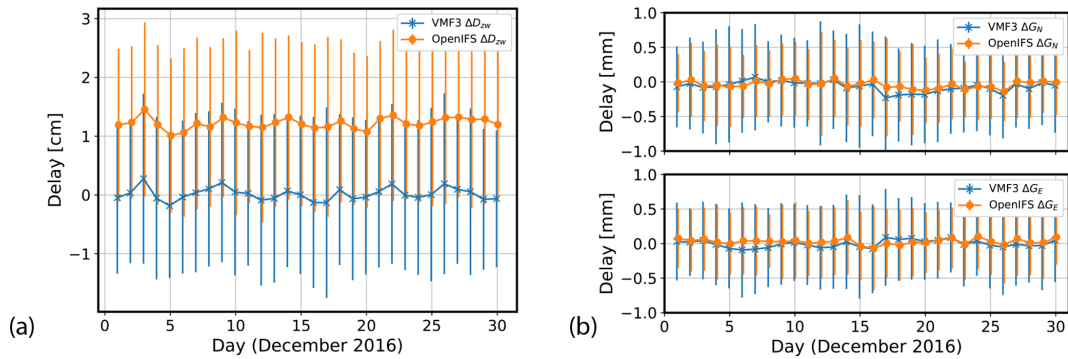 3
2
1
0
−1
Delay [cm]
VMF3 ΔD_zw
OpenIFS ΔD_zw
0 5 10 15 20 25 30
Day (December 2016)
(a)
1.0
0.5
0.0
−0.5
−1.0
Delay [mm]
VMF3 ΔG_N
OpenIFS ΔG_N
1.0
0.5
0.0
−0.5
−1.0
Delay [mm]
VMF3 ΔG_E
OpenIFS ΔG_E
0 5 10 15 20 25 30
Day (December 2016)
(b)